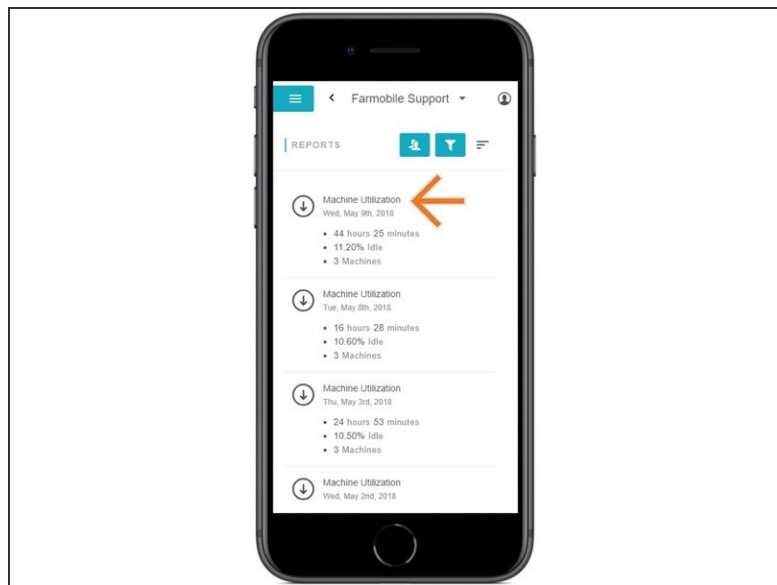 Farmobile Support
REPORTS
Machine Utilization
Wed, May 9th, 2018
44 hours 25 minutes
11.20% Idle
3 Machines
Machine Utilization
Tue, May 8th, 2018
16 hours 28 minutes
10.60% Idle
3 Machines
Machine Utilization
Thu, May 3rd, 2018
24 hours 53 minutes
10.50% Idle
3 Machines
Machine Utilization
Wed, May 2nd, 2018